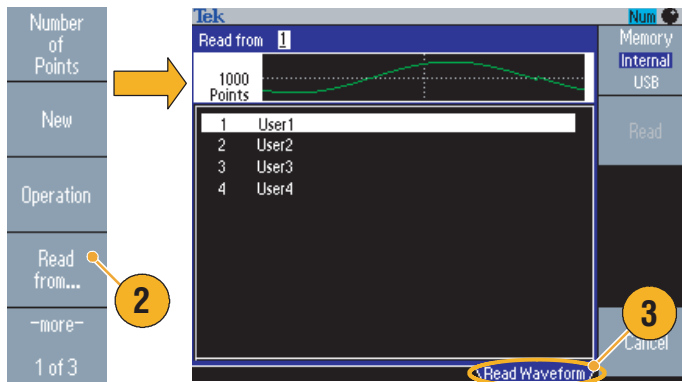 Number
of
Points
New
Operation
Read
from...
-more-
1 of 3
2
Tek
Num
Read from 1
1000
Points
1 User1
2 User2
3 User3
4 User4
Memory
Internal
USB
Read
3
Cancel
Read Waveform